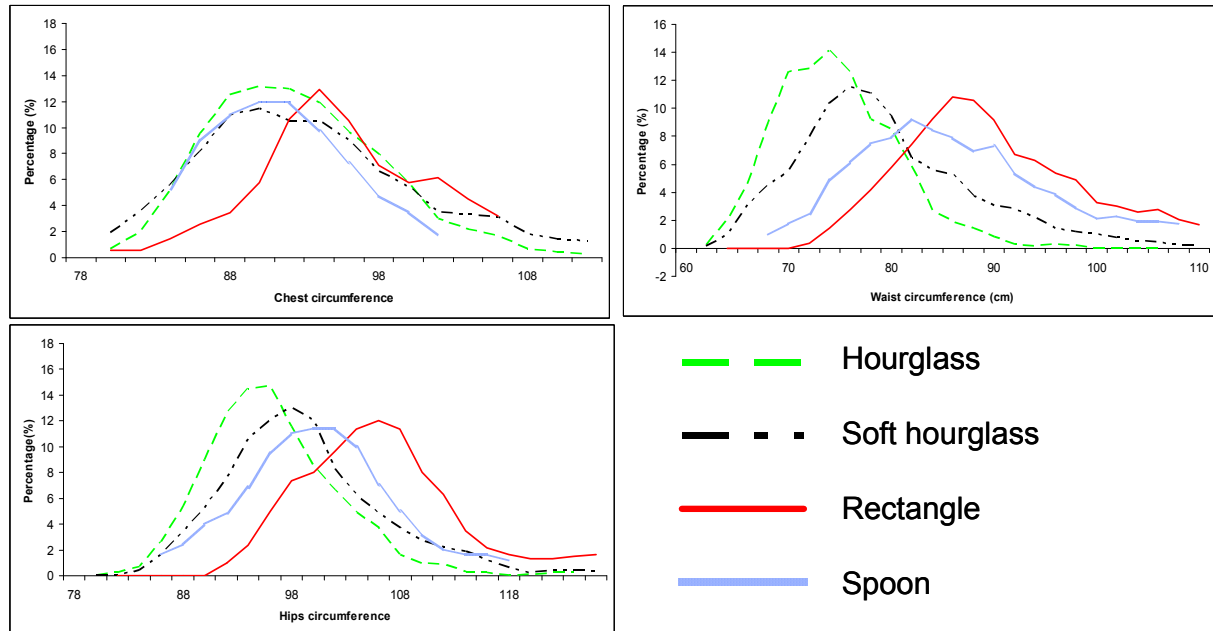 18
16
14
12
10
8
6
4
2
0
Percentage (%)
78 88 98 108
Chest circumference
16
14
12
10
8
6
4
2
0
-2
Percentage (%)
60 70 80 90 100 110
Waist circumference (cm)
18
16
14
12
10
8
6
4
2
0
Percentage(%)
78 88 98 108 118
Hips circumference
Hourglass
Soft hourglass
Rectangle
Spoon